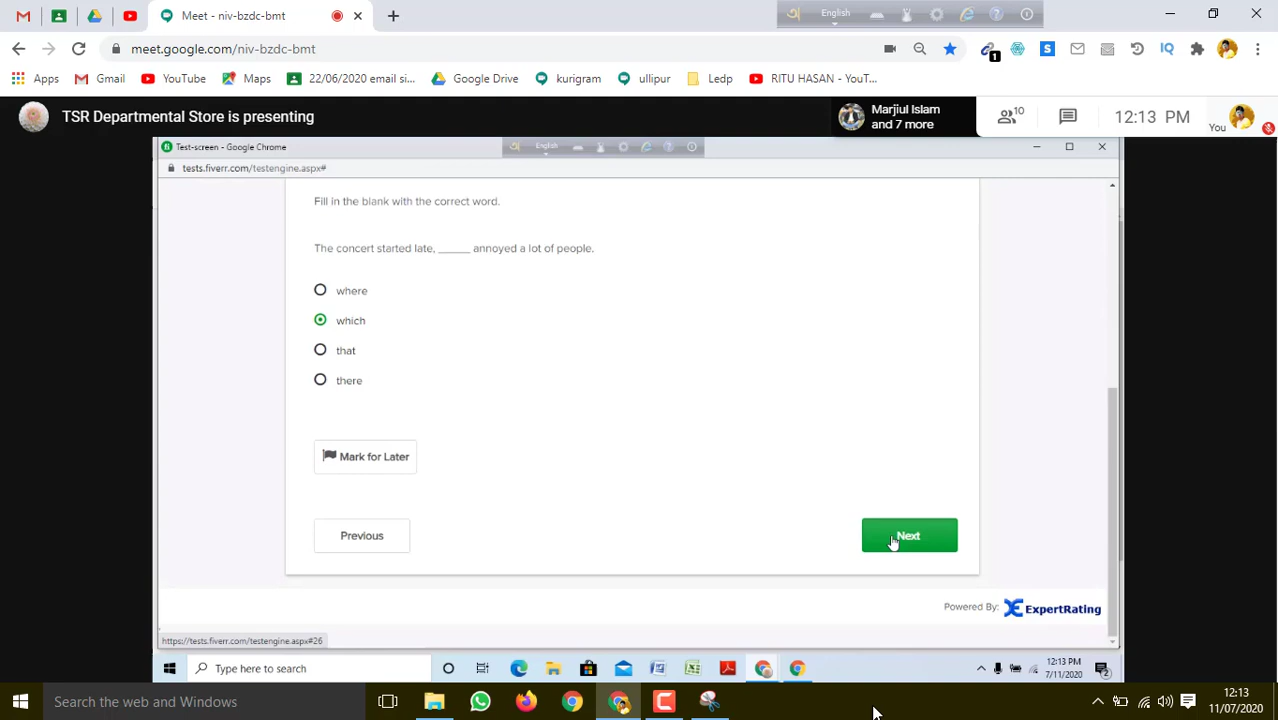 Meet - niv-bzdc-bmt
English
meet.google.com/niv-bzdc-bmt
1
S
IQ
Apps
Gmail
YouTube
Maps
22/06/2020 email si...
Google Drive
kurigram
ullipur
Ledp
RITU HASAN - YouT...
TSR Departmental Store is presenting
Marjiul Islam
and 7 more
10
12:13 PM
You
Test-screen - Google Chrome
English
tests.fiverr.com/testengine.aspx#
Fill in the blank with the correct word.
The concert started late, ______ annoyed a lot of people.
where
which
that
there
Mark for Later
Previous
Next
Powered By: ExpertRating
https://tests.fiverr.com/testengine.aspx#26
Type here to search
12:13 PM
7/11/2020
2
Search the web and Windows
12:13
11/07/2020